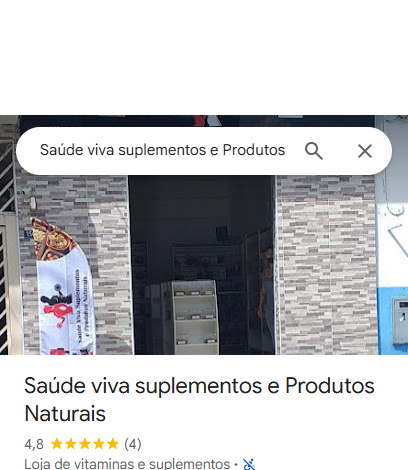 Saúde viva suplementos e Produtos
Saúde Viva Suplementos
e Produtos Naturais
Saúde viva suplementos e Produtos
Naturais
4,8 (4)
Loja de vitaminas e suplementos ·